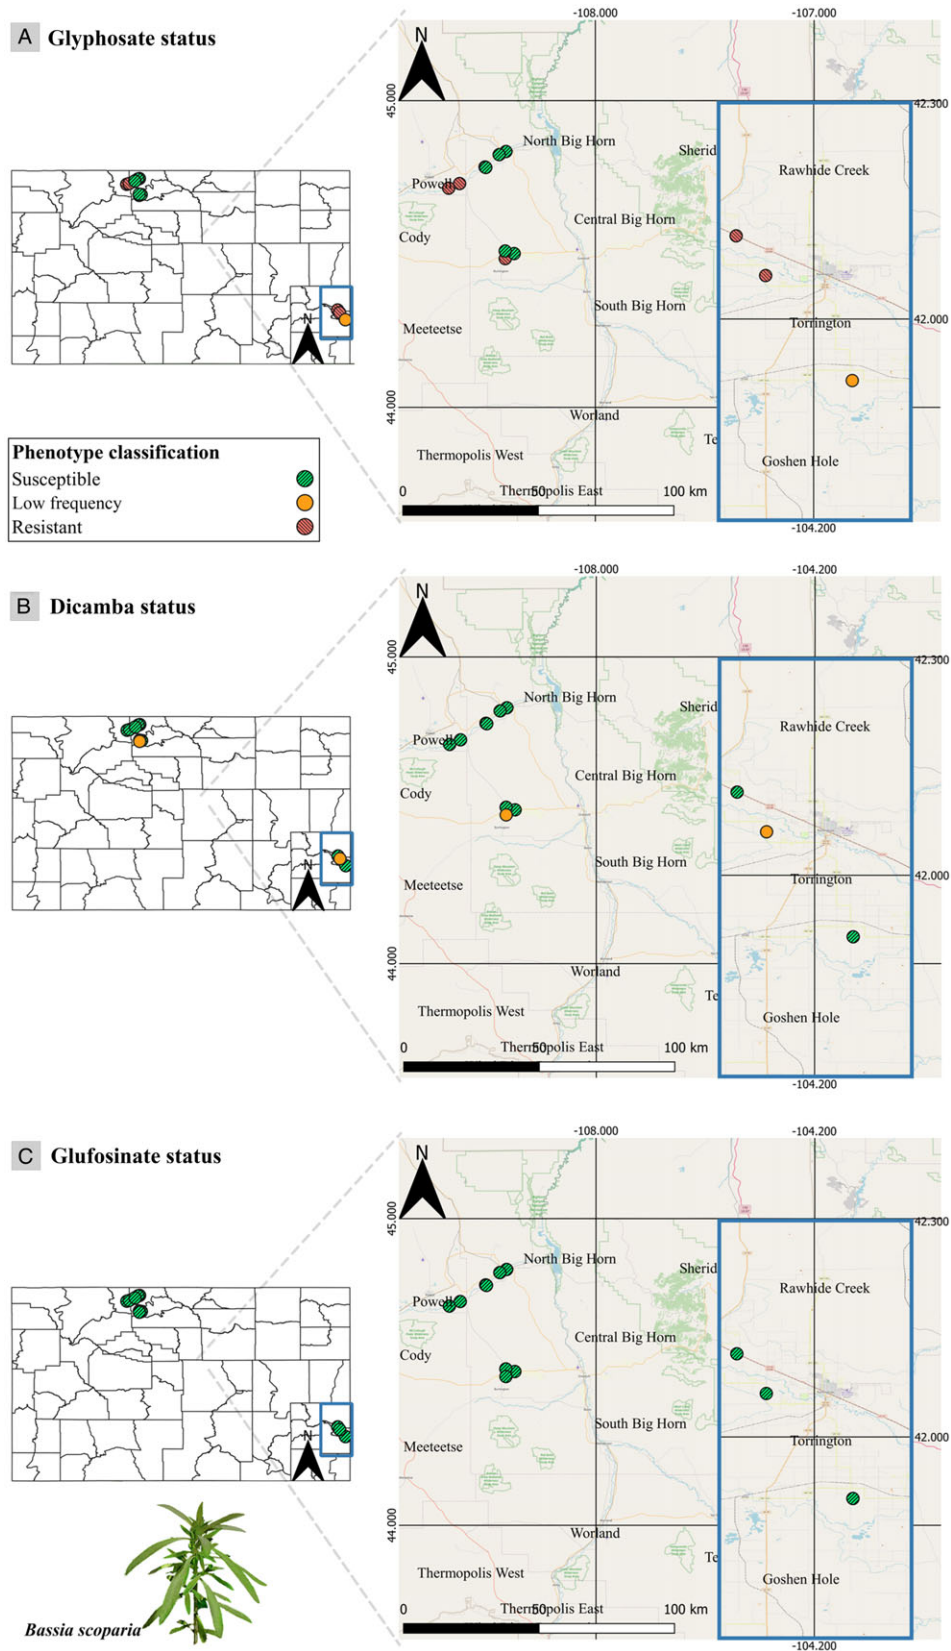 A Glyphosate status
-108.000 -107.000
N
45.000
42.300
North Big Horn
Sherid
Rawhide Creek
Powell
Central Big Horn
Cody
South Big Horn
Meeteetse
42.000
Torrington
N
44.000
Worland
Te
Thermopolis West
Goshen Hole
0 50 100 km
Thermopolis East
-104.200
Phenotype classification
Susceptible
Low frequency
Resistant
B Dicamba status
-108.000 -104.200
N
45.000
42.300
North Big Horn
Sherid
Rawhide Creek
Powell
Central Big Horn
Cody
South Big Horn
Meeteetse
42.000
Torrington
N
44.000
Worland
Te
Thermopolis West
Goshen Hole
0 50 100 km
Thermopolis East
-104.200
C Glufosinate status
-108.000 -104.200
N
45.000
42.300
North Big Horn
Sherid
Rawhide Creek
Powell
Central Big Horn
Cody
South Big Horn
Meeteetse
42.000
Torrington
N
44.000
Worland
Te
Thermopolis West
Goshen Hole
0 50 100 km
Thermopolis East
-104.200
Bassia scoparia